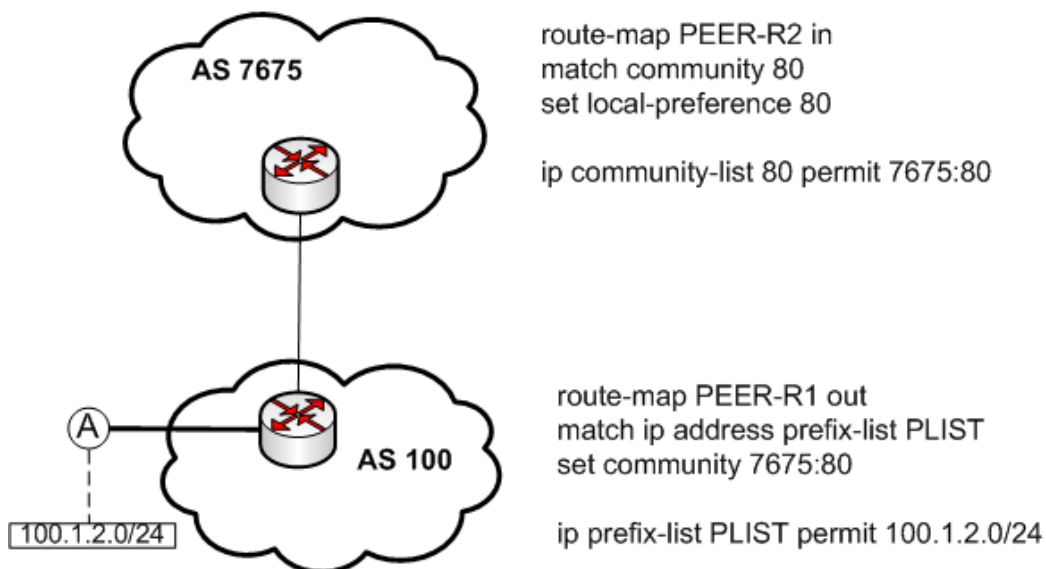 AS 7675
route-map PEER-R2 in
match community 80
set local-preference 80
ip community-list 80 permit 7675:80
A
100.1.2.0/24
AS 100
route-map PEER-R1 out
match ip address prefix-list PLIST
set community 7675:80
ip prefix-list PLIST permit 100.1.2.0/24